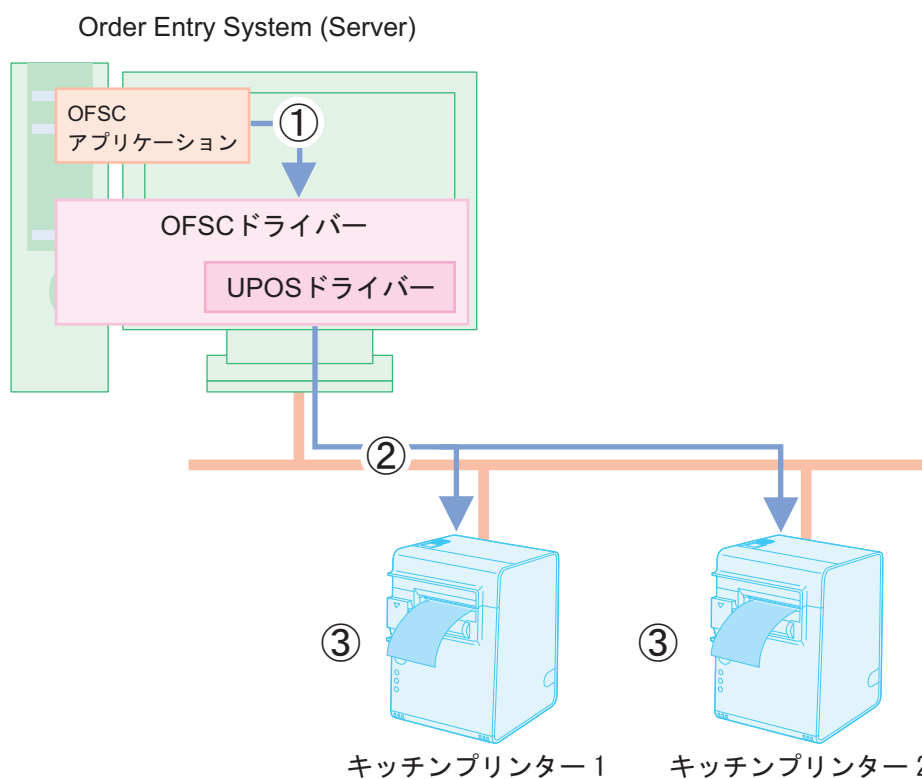 Order Entry System (Server)
OFSC
アプリケーション
①
OFSCドライバー
UPOSドライバー
②
③
③
キッチンプリンター 1
キッチンプリンター 2